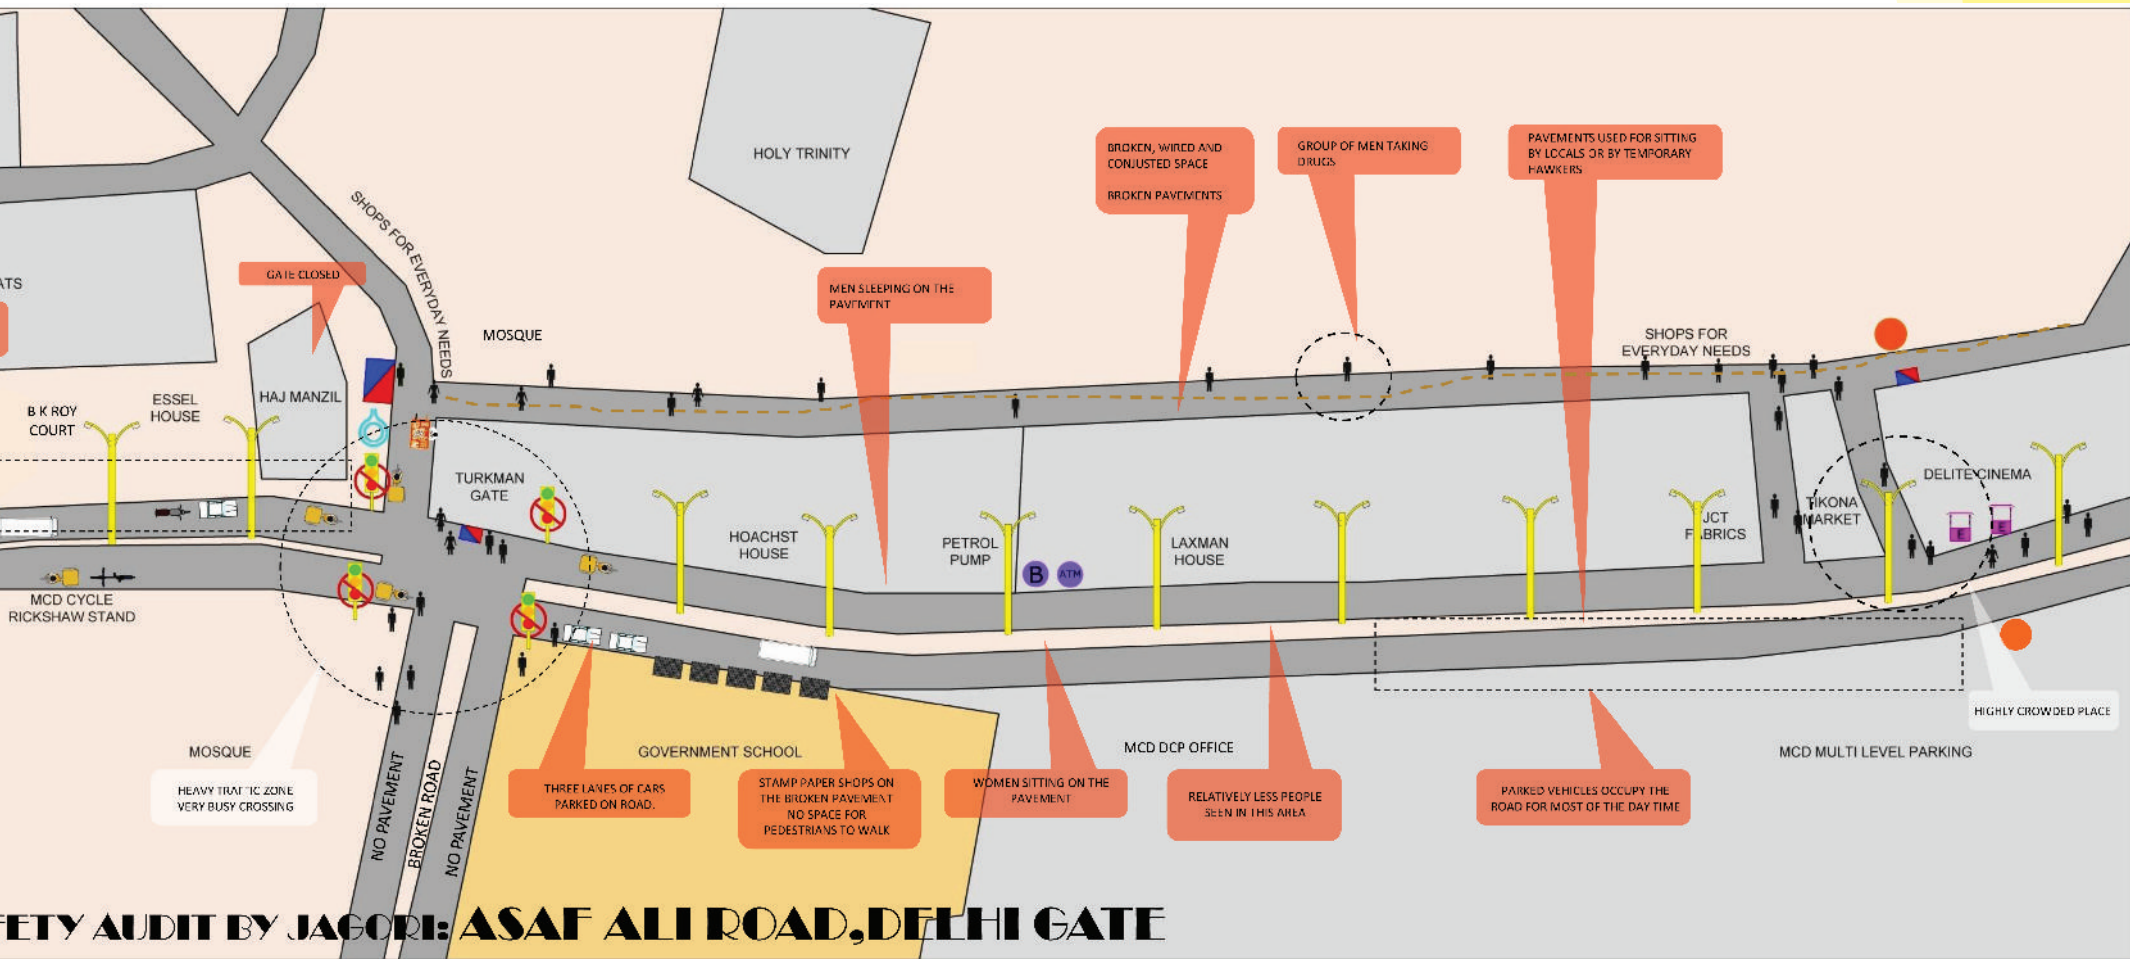 HOLY TRINITY
BROKEN, WIRED AND
CONJUSTED SPACE
BROKEN PAVEMENTS
GROUP OF MEN TAKING
DRUGS
PAVEMENTS USED FOR SITTING
BY LOCALS OR BY TEMPORARY
HAWKERS
SHOPS FOR EVERYDAY NEEDS
GATE CLOSED
ATS
MEN SLEEPING ON THE
PAVEMENT
MOSQUE
SHOPS FOR
EVERYDAY NEEDS
B K ROY
COURT
ESSEL
HOUSE
HAJ MANZIL
TURKMAN
GATE
HOACHST
HOUSE
PETROL
PUMP
B
ATM
LAXMAN
HOUSE
JCT
FABRICS
TIKONA
MARKET
DELITE CINEMA
E
E
MCD CYCLE
RICKSHAW STAND
MOSQUE
HEAVY TRAFFIC ZONE
VERY BUSY CROSSING
NO PAVEMENT
BROKEN ROAD
NO PAVEMENT
THREE LANES OF CARS
PARKED ON ROAD.
GOVERNMENT SCHOOL
STAMP PAPER SHOPS ON
THE BROKEN PAVEMENT
NO SPACE FOR
PEDESTRIANS TO WALK
WOMEN SITTING ON THE
PAVEMENT
MCD DCP OFFICE
RELATIVELY LESS PEOPLE
SEEN IN THIS AREA
PARKED VEHICLES OCCUPY THE
ROAD FOR MOST OF THE DAY TIME
MCD MULTI LEVEL PARKING
HIGHLY CROWDED PLACE
FETY AUDIT BY JAGORI: ASAF ALI ROAD,DELHI GATE